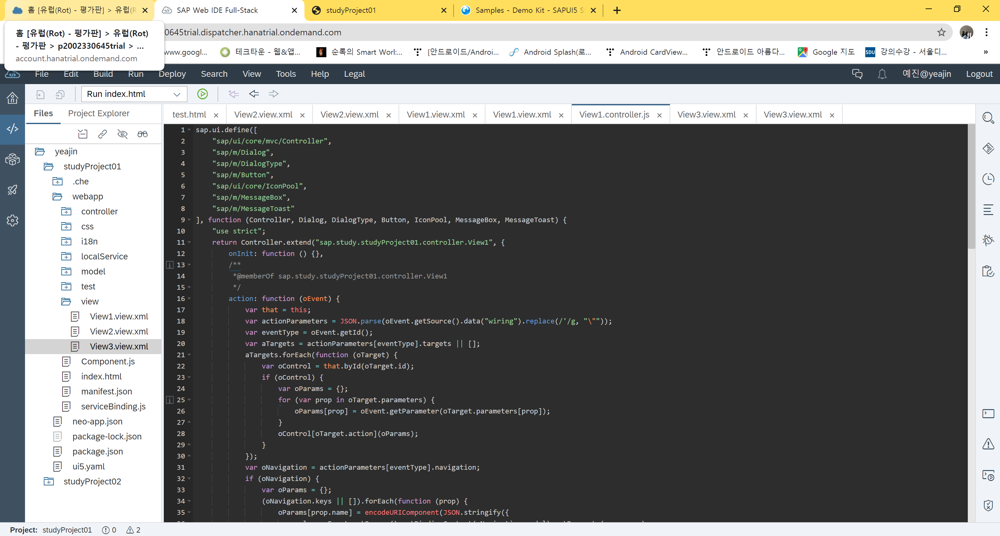 홈 [유럽(Rot) - 평가판] > 유럽(R
SAP Web IDE Full-Stack
studyProject01
Samples - Demo Kit - SAPUI5 S
홈 [유럽(Rot) - 평가판] > 유럽(Rot)
- 평가판 > p2002330645trial > ...
account.hanatrial.ondemand.com
0645trial.dispatcher.hanatrial.ondemand.com
www.googl...
테크타운 - 웹&앱...
순록의 Smart Worl:...
[안드로이드/Androi...
Android Splash(로...
Android CardView...
안드로이드 아름다...
Google 지도
SDU 강의수강 - 서울디...
»
File Edit Build Run Deploy Search View Tools Help Legal
예진@yeajin Logout
Run index.html
Files Project Explorer
test.html
View2.view.xml
View2.view.xml
View1.view.xml
View1.view.xml
View1.controller.js
View3.view.xml
View3.view.xml
yeajin
studyProject01
.che
webapp
controller
css
i18n
localService
model
test
view
View1.view.xml
View2.view.xml
View3.view.xml
Component.js
index.html
manifest.json
serviceBinding.js
neo-app.json
package-lock.json
package.json
ui5.yaml
studyProject02
1 sap.ui.define([
2 "sap/ui/core/mvc/Controller",
3 "sap/m/Dialog",
4 "sap/m/DialogType",
5 "sap/m/Button",
6 "sap/ui/core/IconPool",
7 "sap/m/MessageBox",
8 "sap/m/MessageToast"
9 ], function (Controller, Dialog, DialogType, Button, IconPool, MessageBox, MessageToast) {
10 "use strict";
11 return Controller.extend("sap.study.studyProject01.controller.View1", {
12 onInit: function () {},
13 /**
14 *@memberOf sap.study.studyProject01.controller.View1
15 */
16 action: function (oEvent) {
17 var that = this;
18 var actionParameters = JSON.parse(oEvent.getSource().data("wiring").replace(/'/g, "\""));
19 var eventType = oEvent.getId();
20 var aTargets = actionParameters[eventType].targets || [];
21 aTargets.forEach(function (oTarget) {
22 var oControl = that.byId(oTarget.id);
23 if (oControl) {
24 var oParams = {};
25 for (var prop in oTarget.parameters) {
26 oParams[prop] = oEvent.getParameter(oTarget.parameters[prop]);
27 }
28 oControl[oTarget.action](oParams);
29 }
30 });
31 var oNavigation = actionParameters[eventType].navigation;
32 if (oNavigation) {
33 var oParams = {};
34 (oNavigation.keys || []).forEach(function (prop) {
35 oParams[prop.name] = encodeURIComponent(JSON.stringify({
Project: studyProject01 0 2